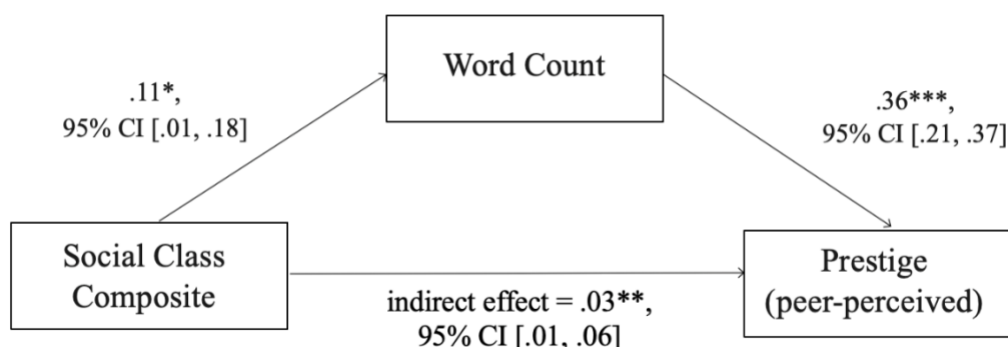 Word Count
.11*,
95% CI [.01, .18]
.36***,
95% CI [.21, .37]
Social Class
Composite
Prestige
(peer-perceived)
indirect effect = .03**,
95% CI [.01, .06]